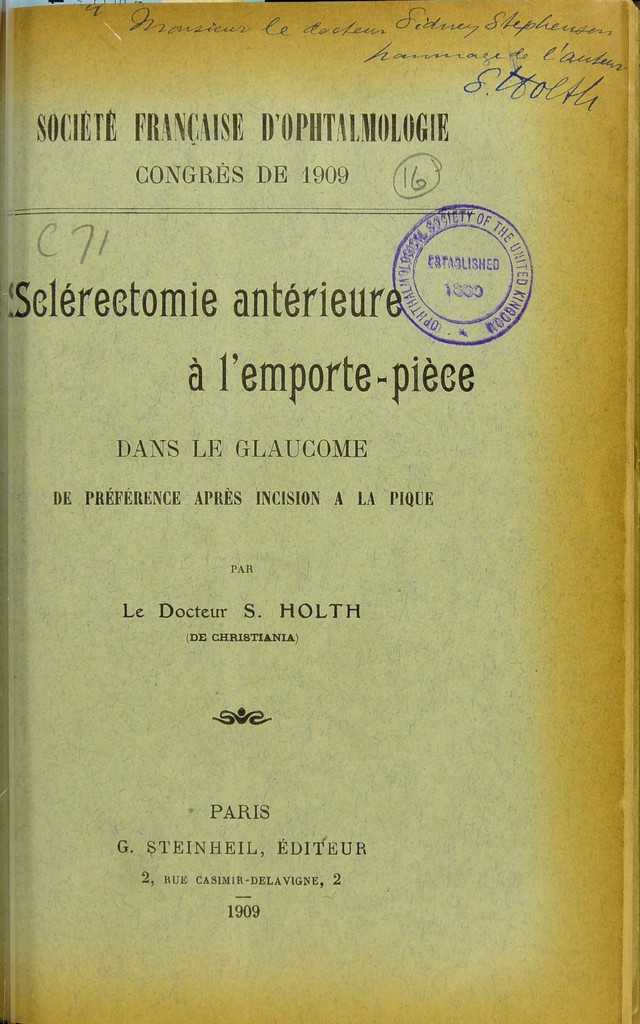 à Monsieur le docteur Sidney Stephenson
hommage de l'auteur
S. Holth
SOCIÉTÉ FRANÇAISE D'OPHTALMOLOGIE
CONGRÈS DE 1909
16
C 71
OPHTHALMOLOGICAL SOCIETY OF THE UNITED KINGDOM
ESTABLISHED
1880
Sclérectomie antérieure
à l'emporte-pièce
DANS LE GLAUCOME
DE PRÉFÉRENCE APRÈS INCISION A LA PIQUE
PAR
Le Docteur S. HOLTH
(DE CHRISTIANIA)
PARIS
G. STEINHEIL, ÉDITEUR
2, RUE CASIMIR-DELAVIGNE, 2
1909